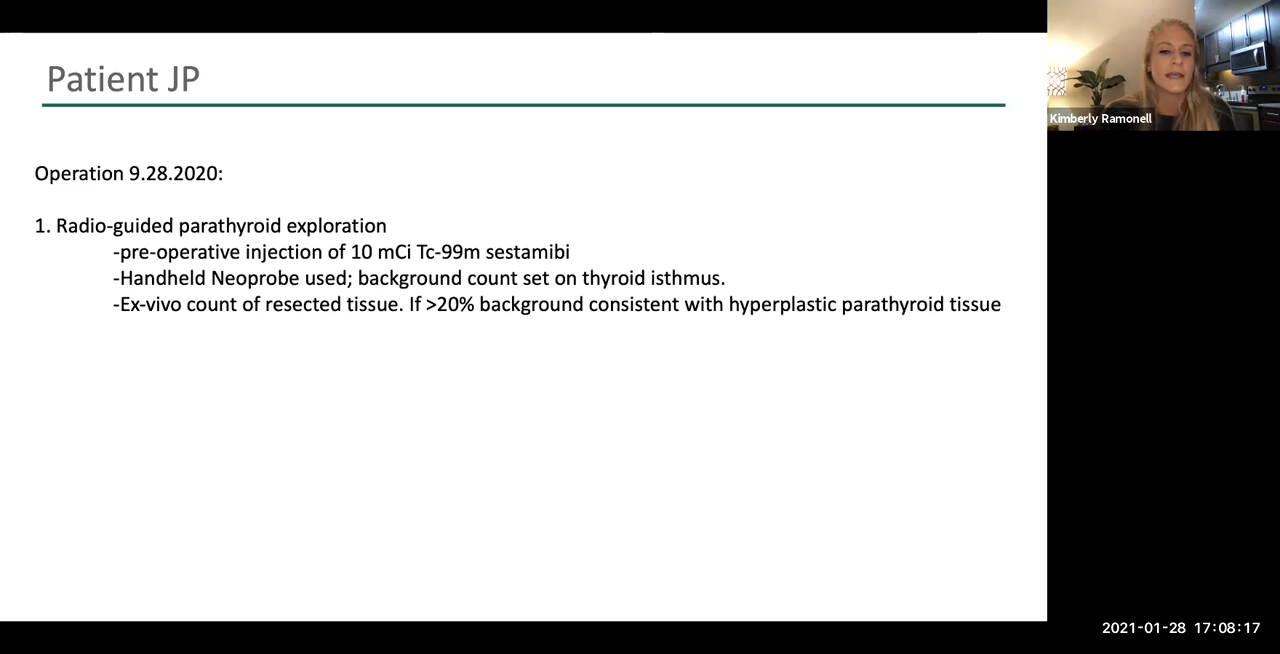 Patient JP
Kimberly Ramonell
Operation 9.28.2020:
1. Radio-guided parathyroid exploration
-pre-operative injection of 10 mCi Tc-99m sestamibi
-Handheld Neoprobe used; background count set on thyroid isthmus.
-Ex-vivo count of resected tissue. If >20% background consistent with hyperplastic parathyroid tissue
2021-01-28 17:08:17